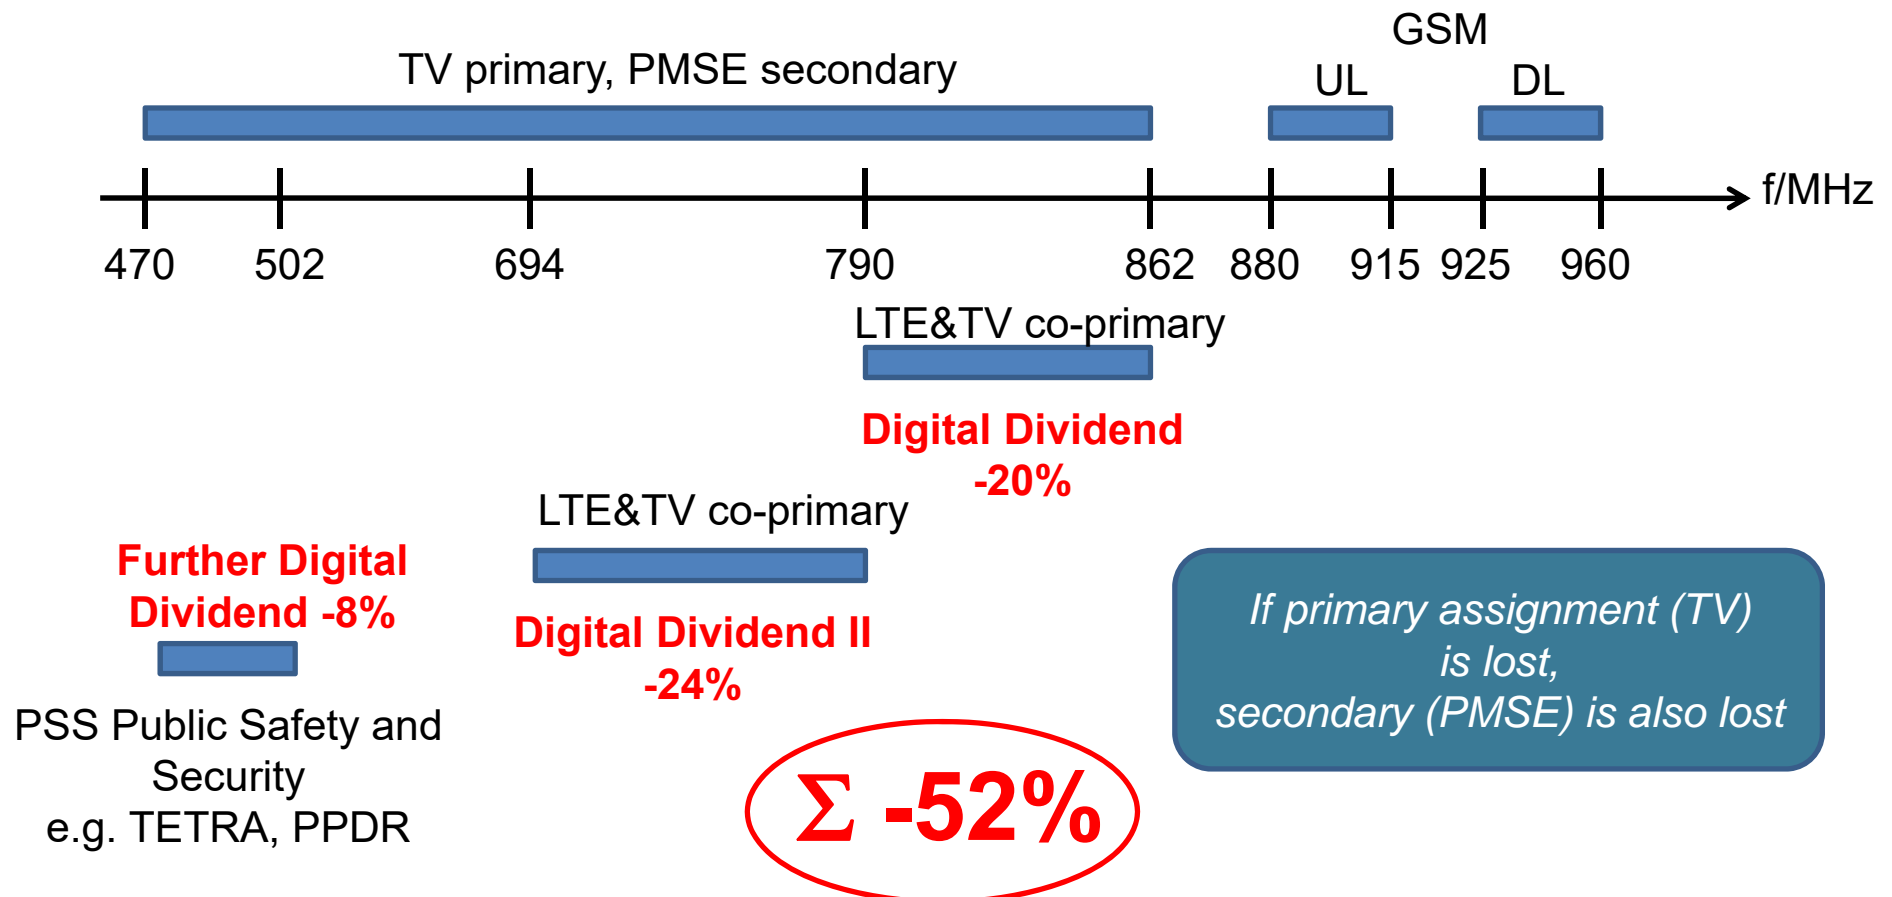 GSM
TV primary, PMSE secondary
UL
DL
f/MHz
470
502
694
790
862
880
915
925
960
LTE&TV co-primary
Digital Dividend
-20%
LTE&TV co-primary
Digital Dividend II
-24%
Further Digital
Dividend -8%
PSS Public Safety and
Security
e.g. TETRA, PPDR
If primary assignment (TV)
is lost,
secondary (PMSE) is also lost
Σ -52%